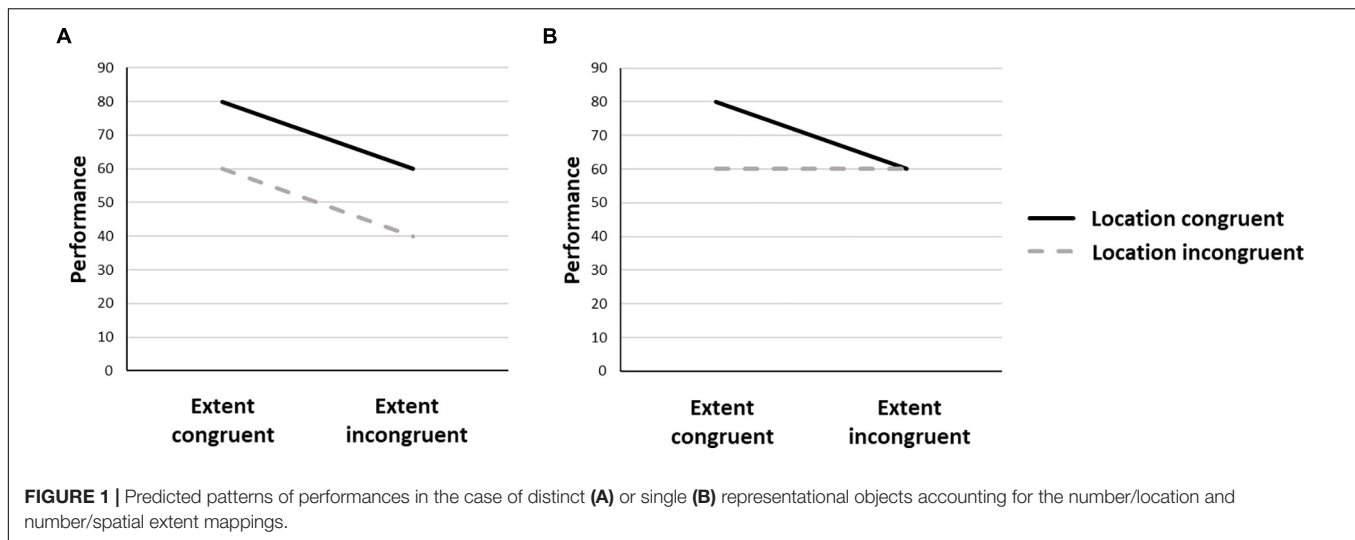 A
90
80
70
60
50
40
30
20
10
0
Performance
Extent
congruent
Extent
incongruent
B
90
80
70
60
50
40
30
20
10
0
Performance
Extent
congruent
Extent
incongruent
Location congruent
Location incongruent
FIGURE 1 | Predicted patterns of performances in the case of distinct (A) or single (B) representational objects accounting for the number/location and
number/spatial extent mappings.